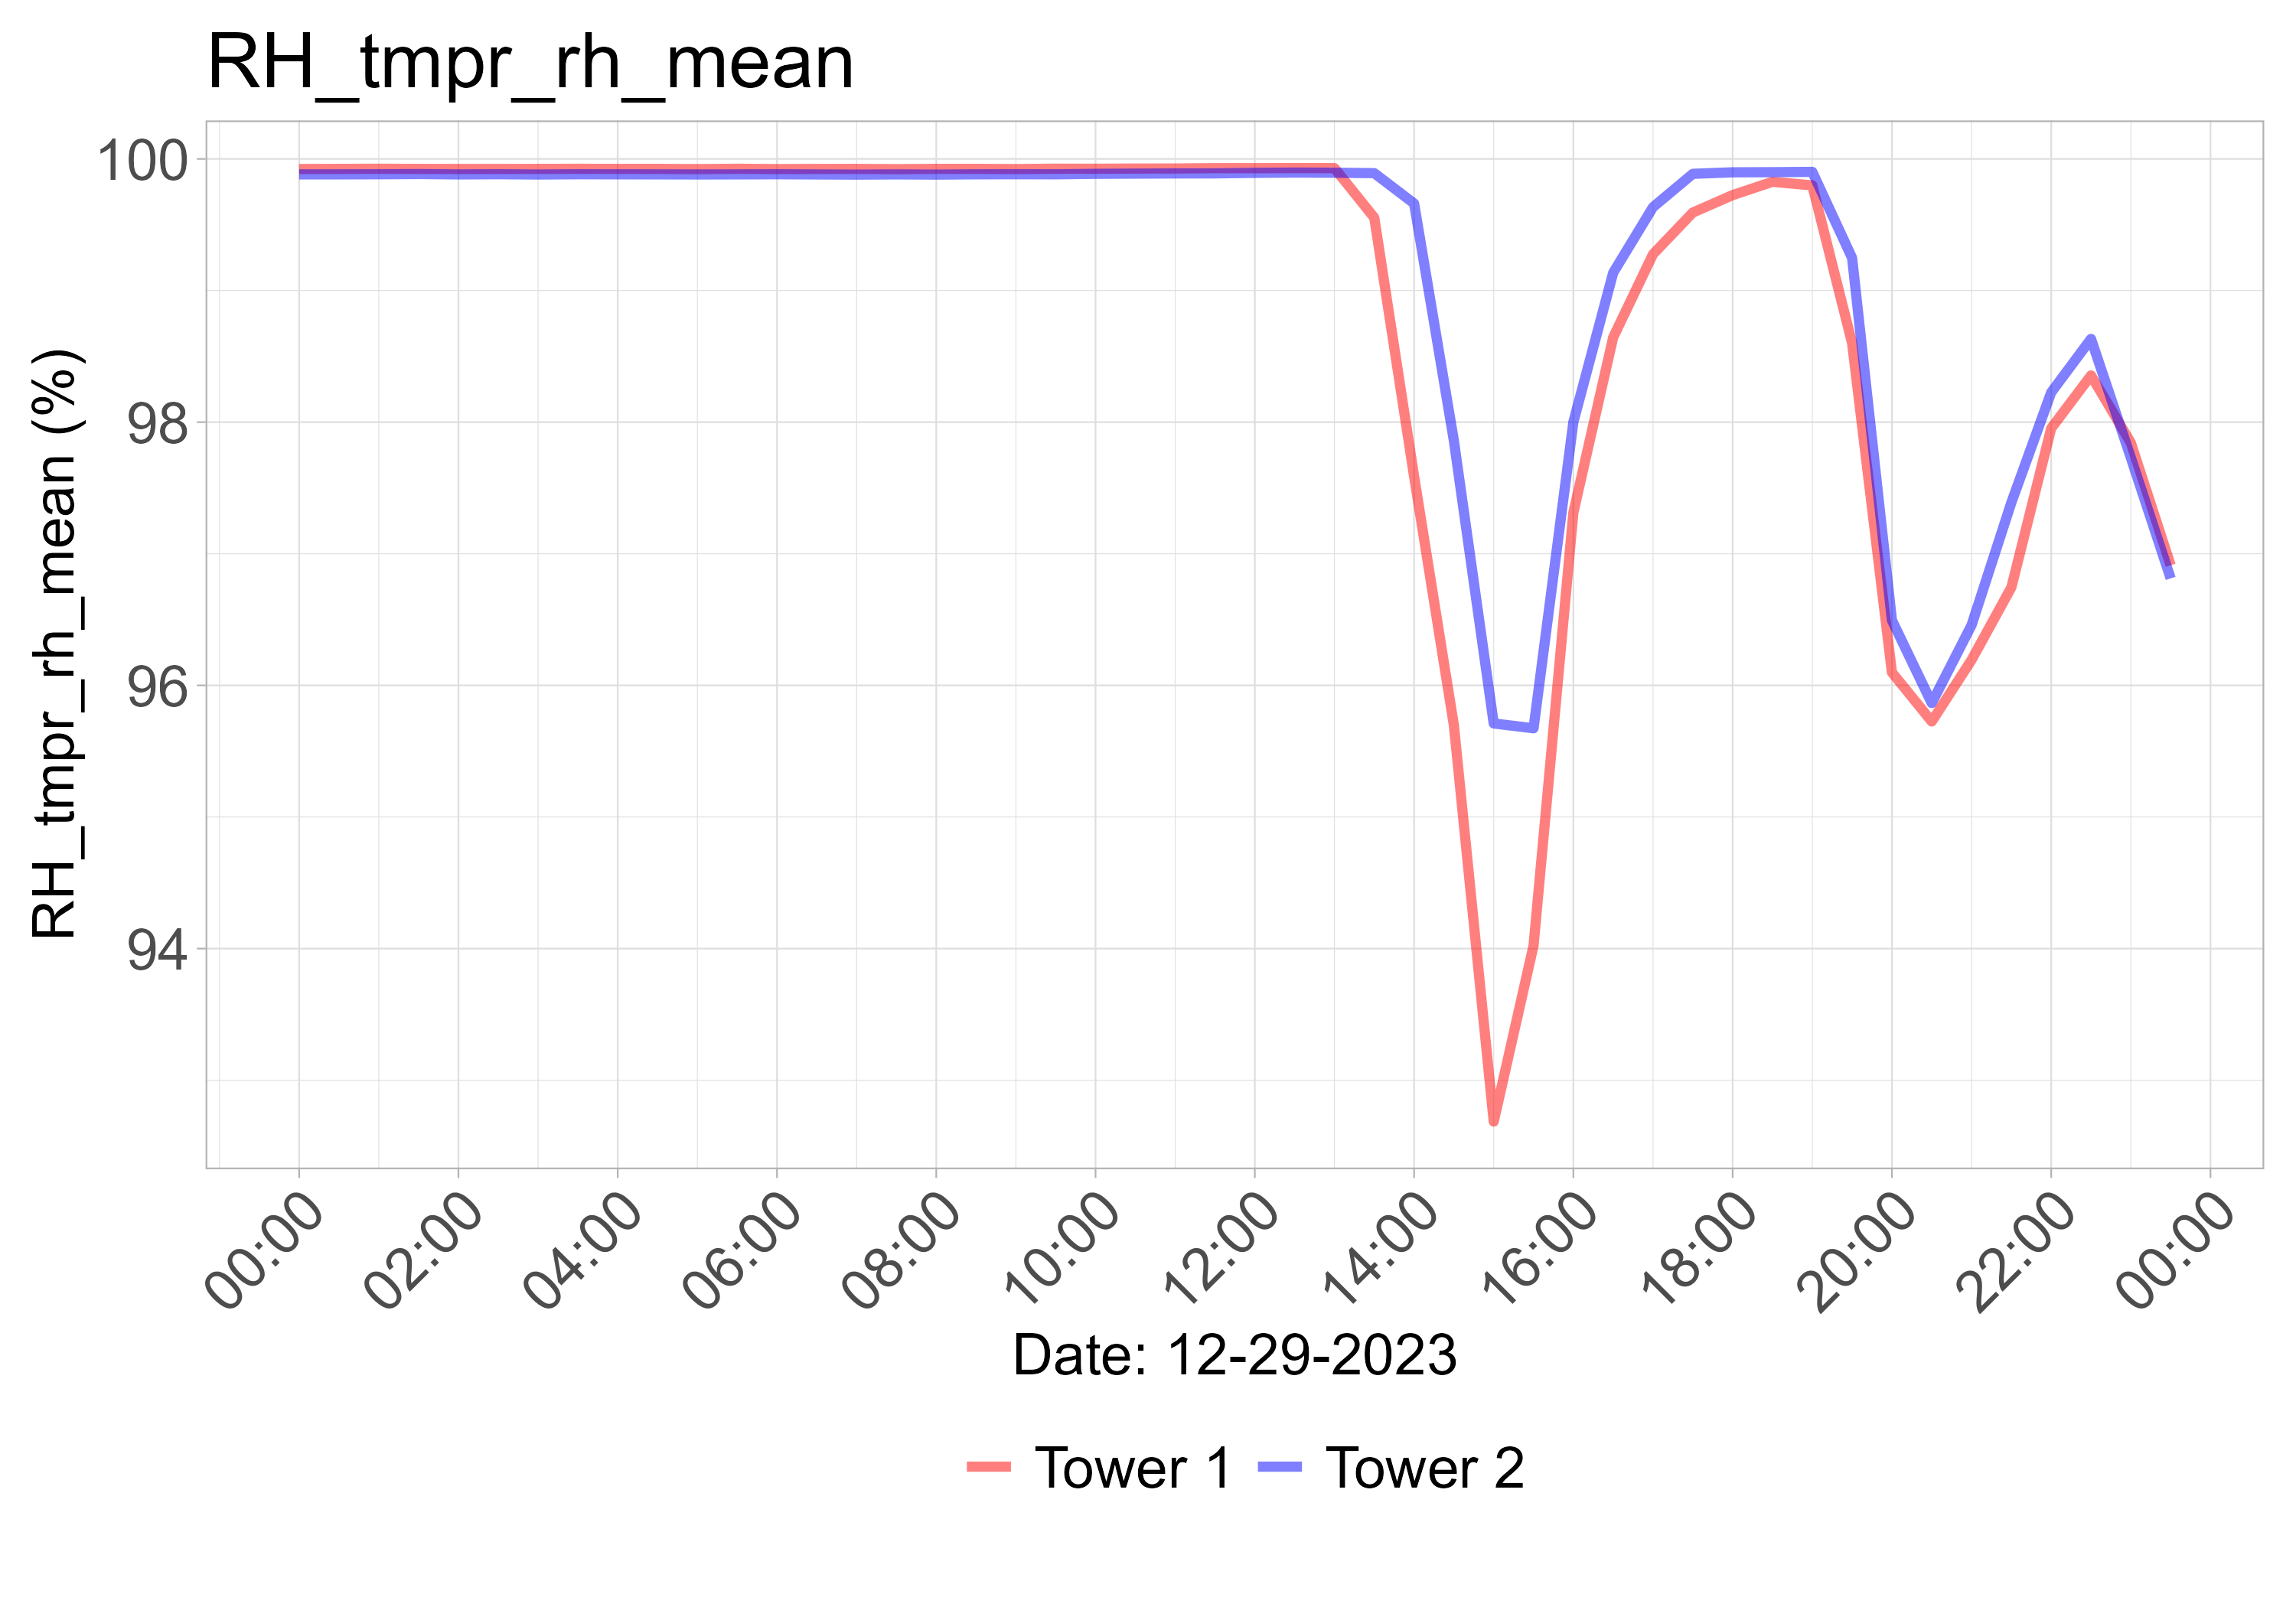 RH_tmpr_rh_mean
RH_tmpr_rh_mean (%)
100
98
96
94
00:00 02:00 04:00 06:00 08:00 10:00 12:00 14:00 16:00 18:00 20:00 22:00 00:00
Date: 12-29-2023
Tower 1 Tower 2